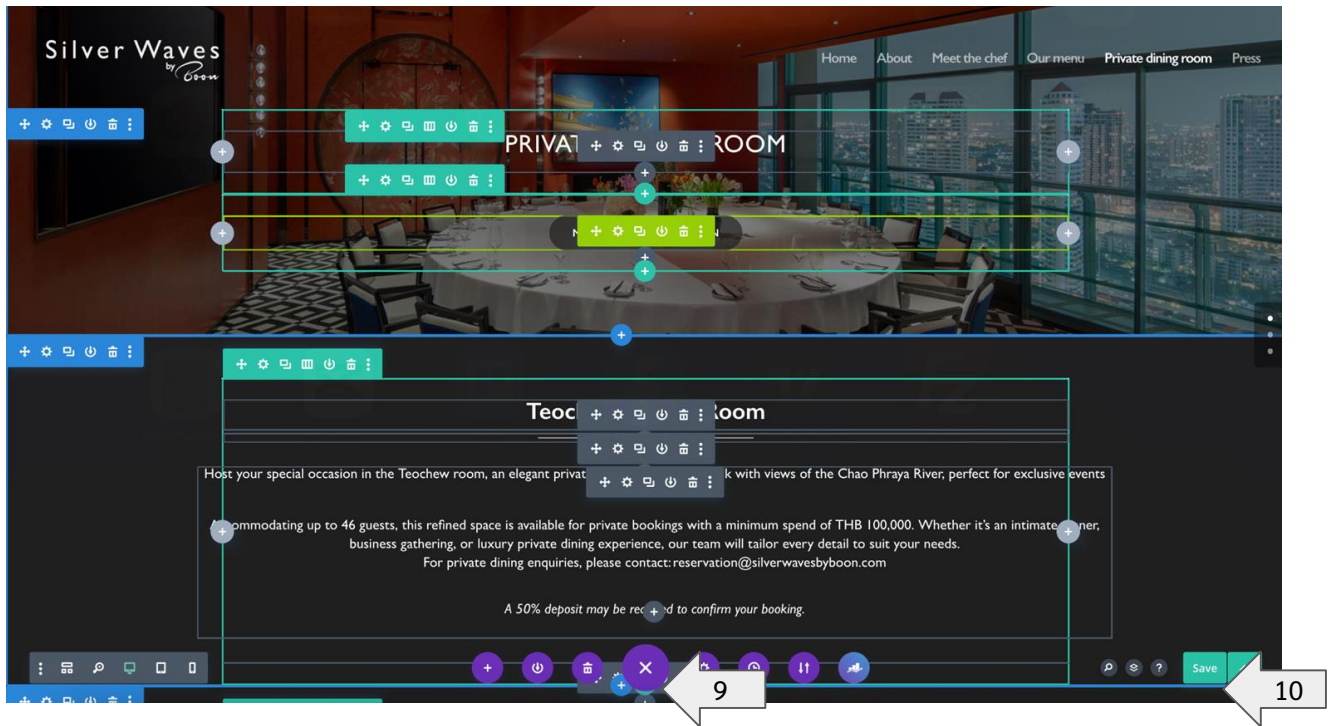 Silver Waves
by Boon
Home About Meet the chef Our menu Private dining room Press
PRIVAT ROOM
Teoc oom
Host your special occasion in the Teochew room, an elegant privat k with views of the Chao Phraya River, perfect for exclusive events
ommodating up to 46 guests, this refined space is available for private bookings with a minimum spend of THB 100,000. Whether it's an intimate ner,
business gathering, or luxury private dining experience, our team will tailor every detail to suit your needs.
For private dining enquiries, please contact: reservation@silverwavesbyboon.com
A 50% deposit may be req ed to confirm your booking.
? Save
9
10